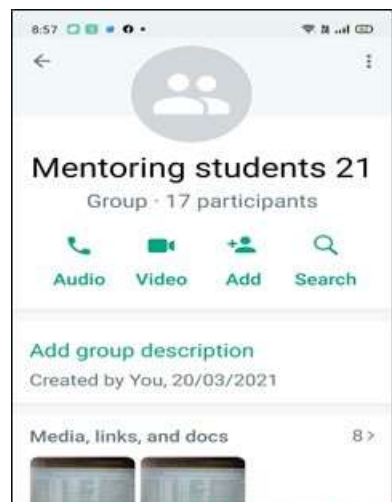 8:57
Mentoring students 21
Group · 17 participants
Audio Video Add Search
Add group description
Created by You, 20/03/2021
Media, links, and docs 8 >